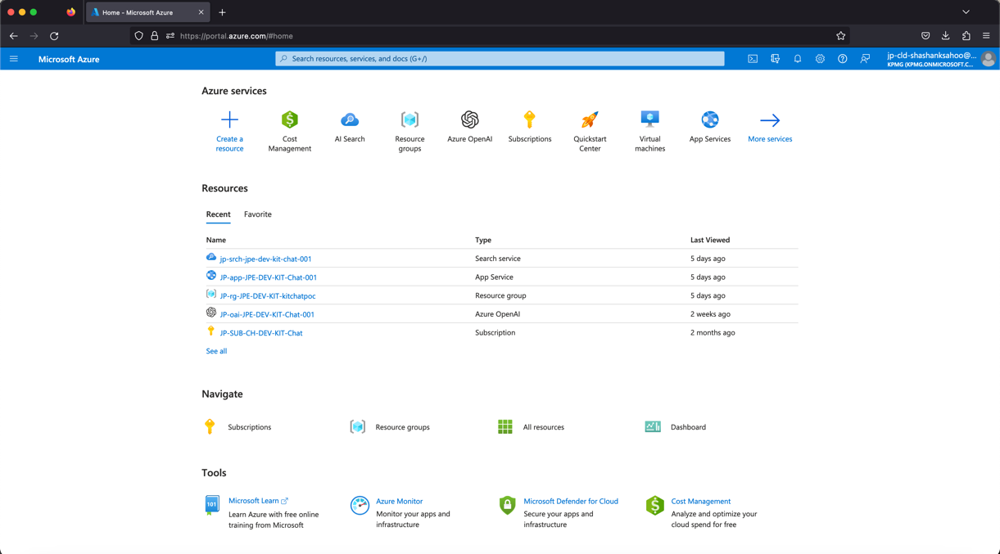 Home - Microsoft Azure
https://portal.azure.com/#home
Microsoft Azure
Search resources, services, and docs (G+/)
jp-cld-shashanksahoo@...
KPMG (KPMG.ONMICROSOFT.C...
Azure services
Create a resource
Cost Management
AI Search
Resource groups
Azure OpenAI
Subscriptions
Quickstart Center
Virtual machines
App Services
More services
Resources
Recent Favorite
Name Type Last Viewed
jp-srch-jpe-dev-kit-chat-001 Search service 5 days ago
JP-app-JPE-DEV-KIT-Chat-001 App Service 5 days ago
JP-rg-JPE-DEV-KIT-kitchatpoc Resource group 5 days ago
JP-oai-JPE-DEV-KIT-Chat-001 Azure OpenAI 2 weeks ago
JP-SUB-CH-DEV-KIT-Chat Subscription 2 months ago
See all
Navigate
Subscriptions Resource groups All resources Dashboard
Tools
101
Microsoft Learn
Learn Azure with free online
training from Microsoft
Azure Monitor
Monitor your apps and
infrastructure
Microsoft Defender for Cloud
Secure your apps and
infrastructure
Cost Management
Analyze and optimize your
cloud spend for free